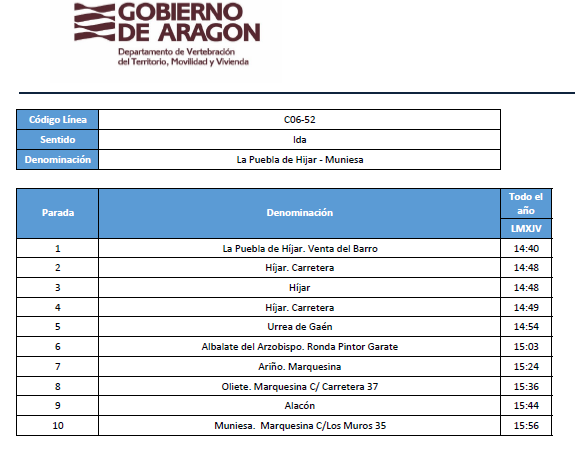 GOBIERNO
DE ARAGON
Departamento de Vertebración
del Territorio, Movilidad y Vivienda
Código Línea C06-52
Sentido Ida
Denominación La Puebla de Hijar - Muniesa
Parada Denominación Todo el año
LMXJV
1 La Puebla de Híjar. Venta del Barro 14:40
2 Híjar. Carretera 14:48
3 Híjar 14:48
4 Híjar. Carretera 14:49
5 Urrea de Gaén 14:54
6 Albalate del Arzobispo. Ronda Pintor Garate 15:03
7 Ariño. Marquesina 15:24
8 Oliete. Marquesina C/ Carretera 37 15:36
9 Alacón 15:44
10 Muniesa. Marquesina C/Los Muros 35 15:56